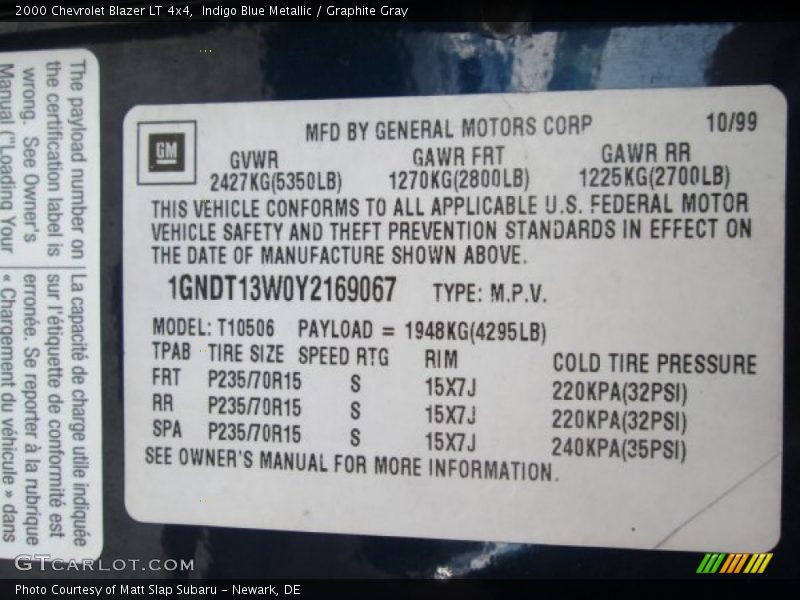 2000 Chevrolet Blazer LT 4x4, Indigo Blue Metallic / Graphite Gray
The payload number on
the certification label is
wrong. See Owner's
Manual ("Loading Your
La capacité de charge utile indiquée
sur l'étiquette de conformité est
erronée. Se reporter à la rubrique
« Chargement du véhicule » dans
GM
MFD BY GENERAL MOTORS CORP 10/99
GVWR GAWR FRT GAWR RR
2427KG(5350LB) 1270KG(2800LB) 1225KG(2700LB)
THIS VEHICLE CONFORMS TO ALL APPLICABLE U.S. FEDERAL MOTOR
VEHICLE SAFETY AND THEFT PREVENTION STANDARDS IN EFFECT ON
THE DATE OF MANUFACTURE SHOWN ABOVE.
1GNDT13W0Y2169067 TYPE: M.P.V.
MODEL: T10506 PAYLOAD = 1948KG(4295LB)
TPAB TIRE SIZE SPEED RTG RIM COLD TIRE PRESSURE
FRT P235/70R15 S 15X7J 220KPA(32PSI)
RR P235/70R15 S 15X7J 220KPA(32PSI)
SPA P235/70R15 S 15X7J 240KPA(35PSI)
SEE OWNER'S MANUAL FOR MORE INFORMATION.
GTcarlot.com
Photo Courtesy of Matt Slap Subaru - Newark, DE